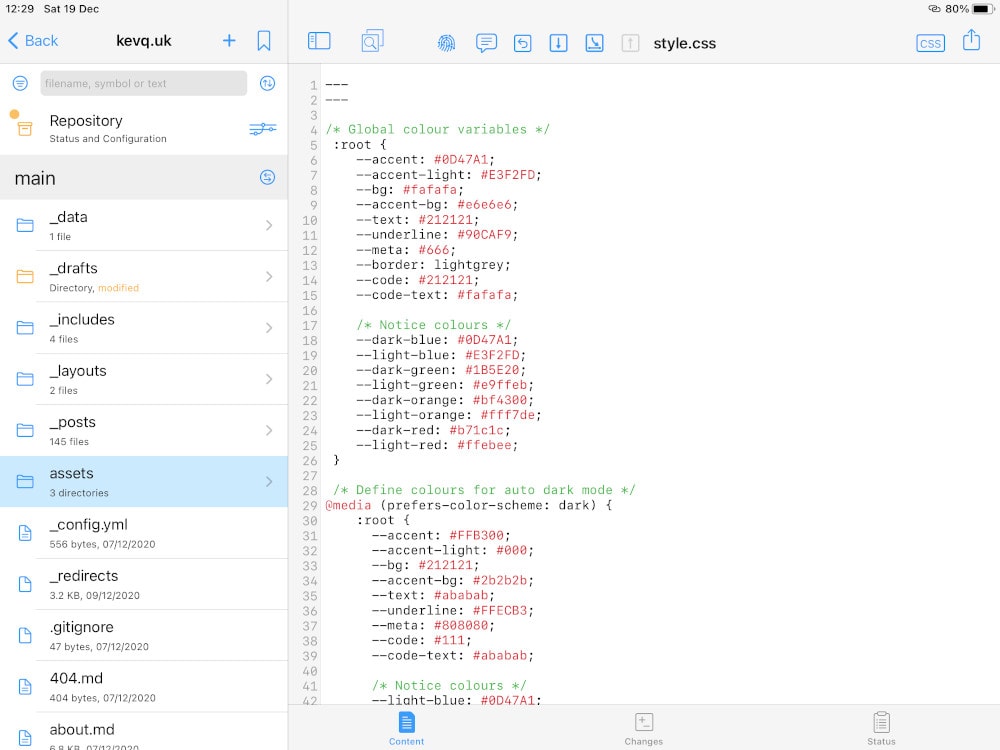 12:29 Sat 19 Dec
80%
Back
kevq.uk
style.css
CSS
filename, symbol or text
Repository
Status and Configuration
main
_data
1 file
_drafts
Directory, modified
_includes
4 files
_layouts
2 files
_posts
145 files
assets
3 directories
_config.yml
556 bytes, 07/12/2020
_redirects
3.2 KB, 09/12/2020
.gitignore
47 bytes, 07/12/2020
404.md
404 bytes, 07/12/2020
about.md
6.8 KB, 07/12/2020
1 ---
2 ---
3
4 /* Global colour variables */
5 :root {
6 --accent: #0D47A1;
7 --accent-light: #E3F2FD;
8 --bg: #fafafa;
9 --accent-bg: #e6e6e6;
10 --text: #212121;
11 --underline: #90CAF9;
12 --meta: #666;
13 --border: lightgrey;
14 --code: #212121;
15 --code-text: #fafafa;
16
17 /* Notice colours */
18 --dark-blue: #0D47A1;
19 --light-blue: #E3F2FD;
20 --dark-green: #1B5E20;
21 --light-green: #e9ffeb;
22 --dark-orange: #bf4300;
23 --light-orange: #fff7de;
24 --dark-red: #b71c1c;
25 --light-red: #ffebee;
26 }
27
28 /* Define colours for auto dark mode */
29 @media (prefers-color-scheme: dark) {
30 :root {
31 --accent: #FFB300;
32 --accent-light: #000;
33 --bg: #212121;
34 --accent-bg: #2b2b2b;
35 --text: #ababab;
36 --underline: #FFECB3;
37 --meta: #808080;
38 --code: #111;
39 --code-text: #ababab;
40
41 /* Notice colours */
42 --light-blue: #0D47A1;
Content
Changes
Status